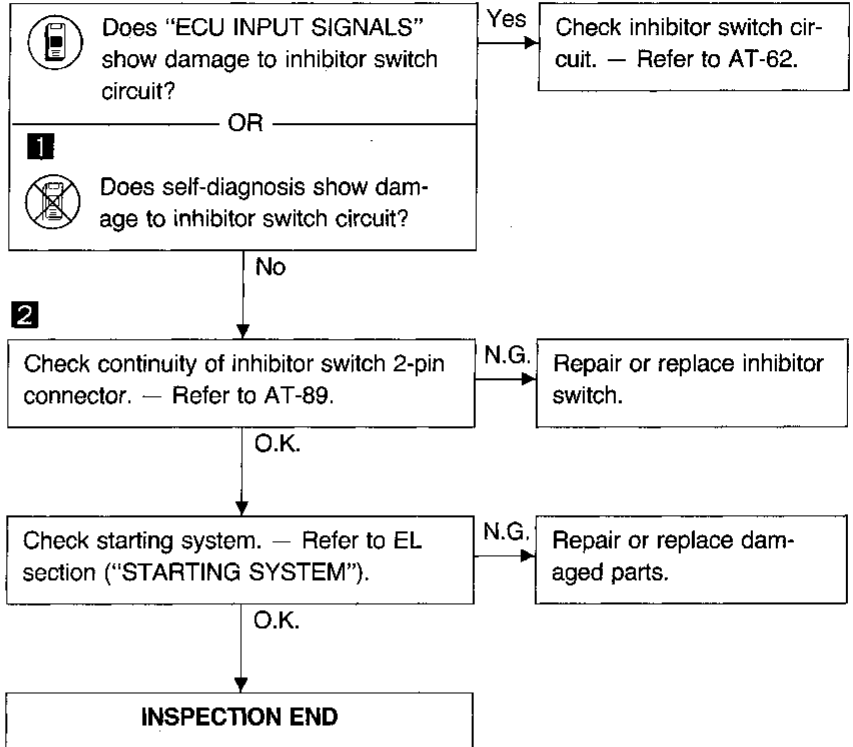 Does "ECU INPUT SIGNALS"
show damage to inhibitor switch
circuit?
Yes
Check inhibitor switch cir-
cuit. — Refer to AT-62.
OR
1
Does self-diagnosis show dam-
age to inhibitor switch circuit?
No
2
Check continuity of inhibitor switch 2-pin
connector. — Refer to AT-89.
N.G.
Repair or replace inhibitor
switch.
O.K.
Check starting system. — Refer to EL
section ("STARTING SYSTEM").
N.G.
Repair or replace dam-
aged parts.
O.K.
INSPECTION END